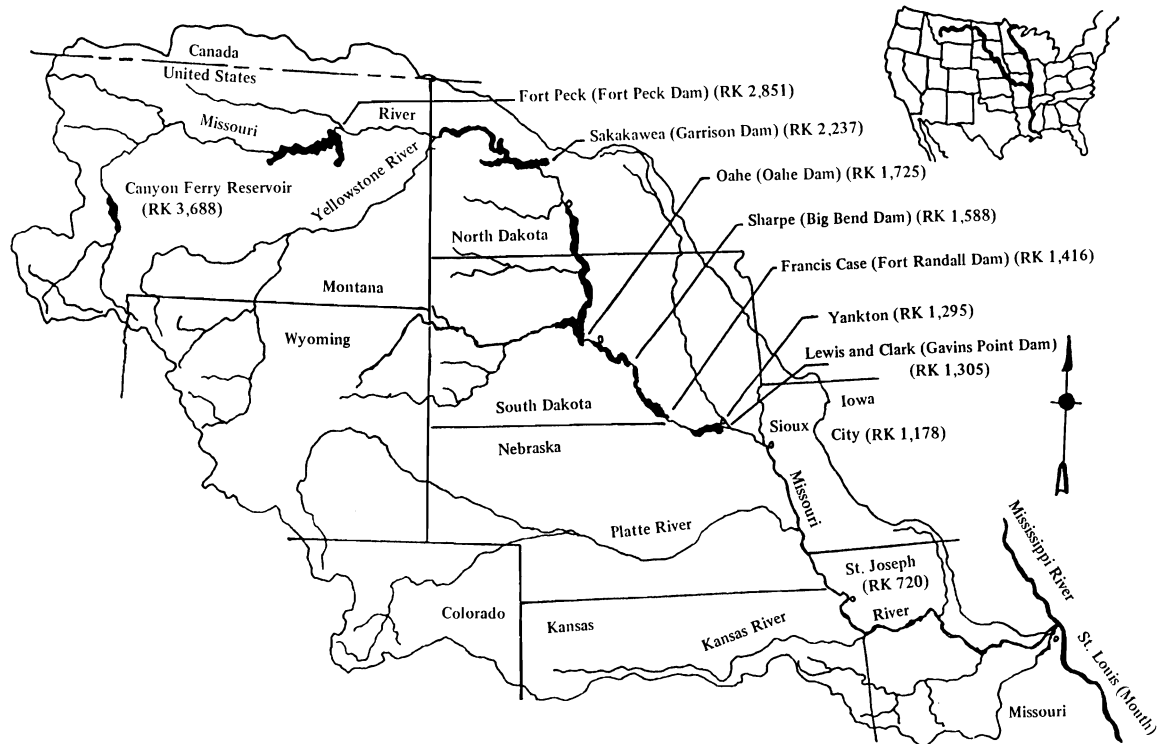 Canada
United States
Fort Peck (Fort Peck Dam) (RK 2,851)
Missouri
River
Sakakawea (Garrison Dam) (RK 2,237)
Oahe (Oahe Dam) (RK 1,725)
Yellowstone River
Canyon Ferry Reservoir
(RK 3,688)
Sharpe (Big Bend Dam) (RK 1,588)
North Dakota
Francis Case (Fort Randall Dam) (RK 1,416)
Montana
Yankton (RK 1,295)
Wyoming
Lewis and Clark (Gavins Point Dam)
(RK 1,305)
South Dakota
Iowa
Sioux
City (RK 1,178)
Nebraska
Missouri
Platte River
Mississippi River
St. Joseph
(RK 720)
River
Colorado
Kansas
Kansas River
St. Louis (Mouth)
Missouri